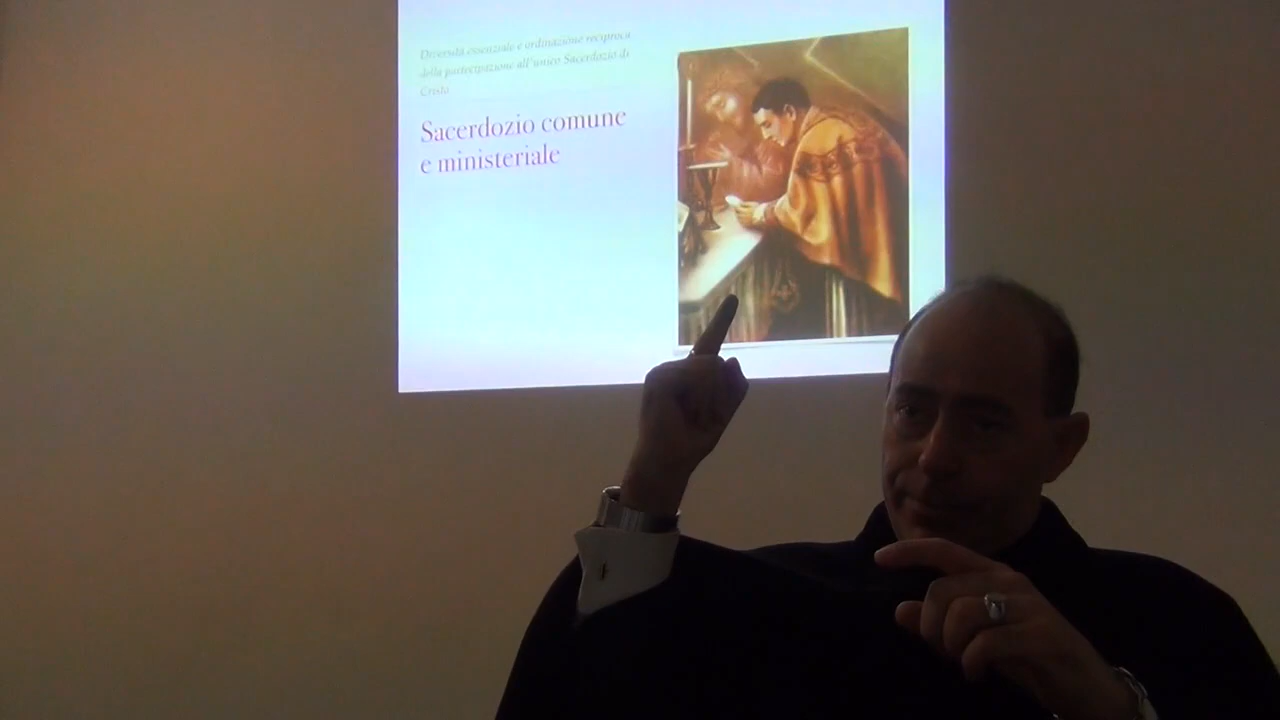 Diversità essenziale e ordinazione reciproca
della partecipazione all'unico Sacerdozio di
Cristo
Sacerdozio comune
e ministeriale